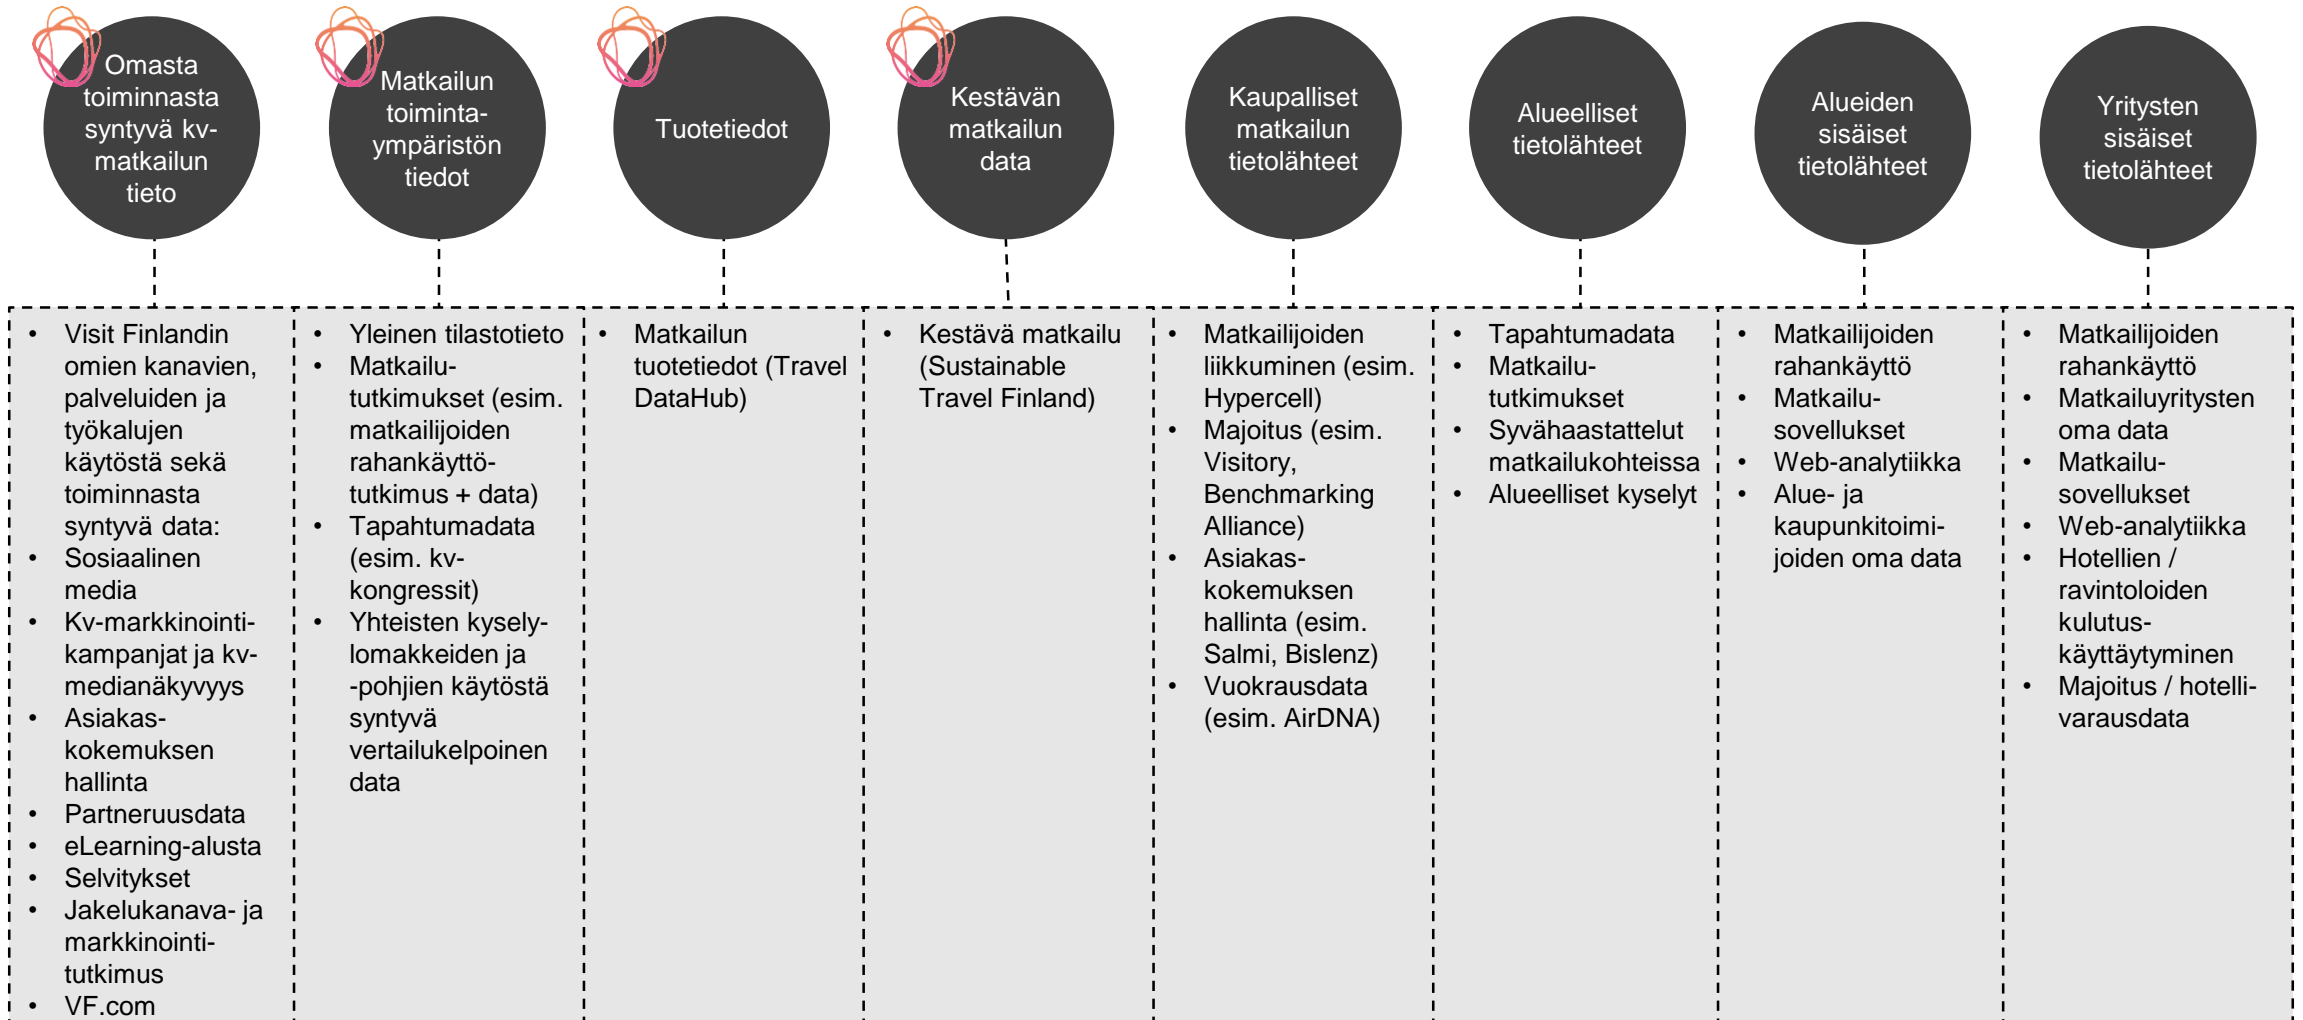 Omasta
toiminnasta
syntyvä kv-
matkailun
tieto
Matkailun
toiminta-
ympäristön
tiedot
Tuotetiedot
Kestävän
matkailun
data
Kaupalliset
matkailun
tietolähteet
Alueelliset
tietolähteet
Alueiden
sisäiset
tietolähteet
Yritysten
sisäiset
tietolähteet
• Visit Finlandin
omien kanavien,
palveluiden ja
työkalujen
käytöstä sekä
toiminnasta
syntyvä data:
• Sosiaalinen
media
• Kv-markkinointi-
kampanjat ja kv-
medianäkyvyys
• Asiakas-
kokemuksen
hallinta
• Partneruusdata
• eLearning-alusta
• Selvitykset
• Jakelukanava- ja
markkinointi-
tutkimus
• VF.com
• Yleinen tilastotieto
• Matkailu-
tutkimukset (esim.
matkailijoiden
rahankäyttö-
tutkimus + data)
• Tapahtumadata
(esim. kv-
kongressit)
• Yhteisten kysely-
lomakkeiden ja
-pohjien käytöstä
syntyvä
vertailukelpoinen
data
• Matkailun
tuotetiedot (Travel
DataHub)
• Kestävä matkailu
(Sustainable
Travel Finland)
• Matkailijoiden
liikkuminen (esim.
Hypercell)
• Majoitus (esim.
Visitory,
Benchmarking
Alliance)
• Asiakas-
kokemuksen
hallinta (esim.
Salmi, Bislenz)
• Vuokrausdata
(esim. AirDNA)
• Tapahtumadata
• Matkailu-
tutkimukset
• Syvähaastattelut
matkailukohteissa
• Alueelliset kyselyt
• Matkailijoiden
rahankäyttö
• Matkailu-
sovellukset
• Web-analytiikka
• Alue- ja
kaupunkitoimi-
joiden oma data
• Matkailijoiden
rahankäyttö
• Matkailuyritysten
oma data
• Matkailu-
sovellukset
• Web-analytiikka
• Hotellien /
ravintoloiden
kulutus-
käyttäytyminen
• Majoitus / hotelli-
varausdata